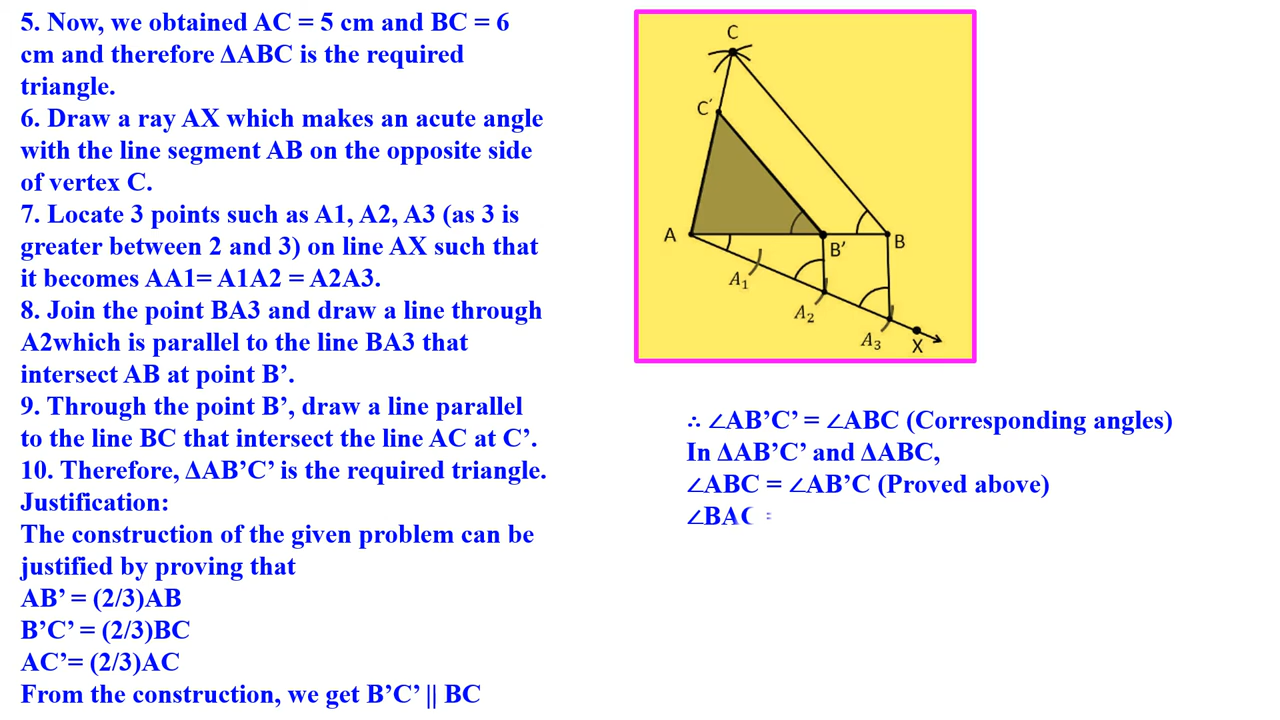 5. Now, we obtained AC = 5 cm and BC = 6
cm and therefore ΔABC is the required
triangle.
6. Draw a ray AX which makes an acute angle
with the line segment AB on the opposite side
of vertex C.
7. Locate 3 points such as A1, A2, A3 (as 3 is
greater between 2 and 3) on line AX such that
it becomes AA1= A1A2 = A2A3.
8. Join the point BA3 and draw a line through
A2which is parallel to the line BA3 that
intersect AB at point B’.
9. Through the point B’, draw a line parallel
to the line BC that intersect the line AC at C’.
10. Therefore, ΔAB’C’ is the required triangle.
Justification:
The construction of the given problem can be
justified by proving that
AB’ = (2/3)AB
B’C’ = (2/3)BC
AC’= (2/3)AC
From the construction, we get B’C’ || BC
C
C′
A
B′
B
A₁
A₂
A₃
X
∴ ∠AB’C’ = ∠ABC (Corresponding angles)
In ΔAB’C’ and ΔABC,
∠ABC = ∠AB’C (Proved above)
∠BAC =